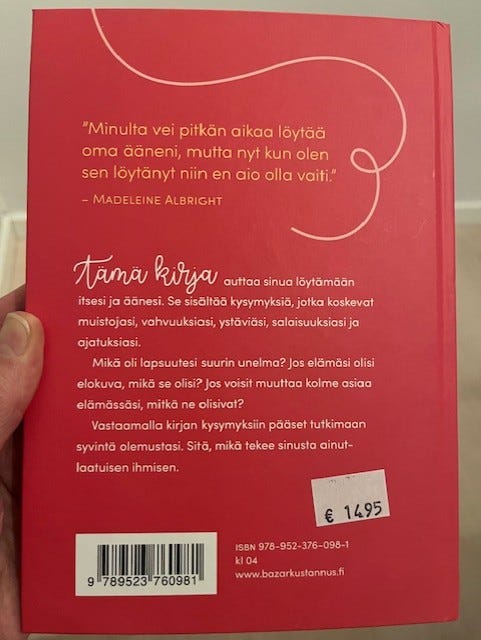 "Minulta vei pitkän aikaa löytää
oma ääneni, mutta nyt kun olen
sen löytänyt niin en aio olla vaiti."
– MADELEINE ALBRIGHT
Tämä kirja auttaa sinua löytämään
itsesi ja äänesi. Se sisältää kysymyksiä, jotka koskevat
muistojasi, vahvuuksiasi, ystäviäsi, salaisuuksiasi ja
ajatuksiasi.
Mikä oli lapsuutesi suurin unelma? Jos elämäsi olisi
elokuva, mikä se olisi? Jos voisit muuttaa kolme asiaa
elämässäsi, mitkä ne olisivat?
Vastaamalla kirjan kysymyksiin pääset tutkimaan
syvintä olemustasi. Sitä, mikä tekee sinusta ainut-
laatuisen ihmisen.
€ 14.95
ISBN 978-952-376-098-1
kl 04
www.bazarkustannus.fi
9 789523 760981